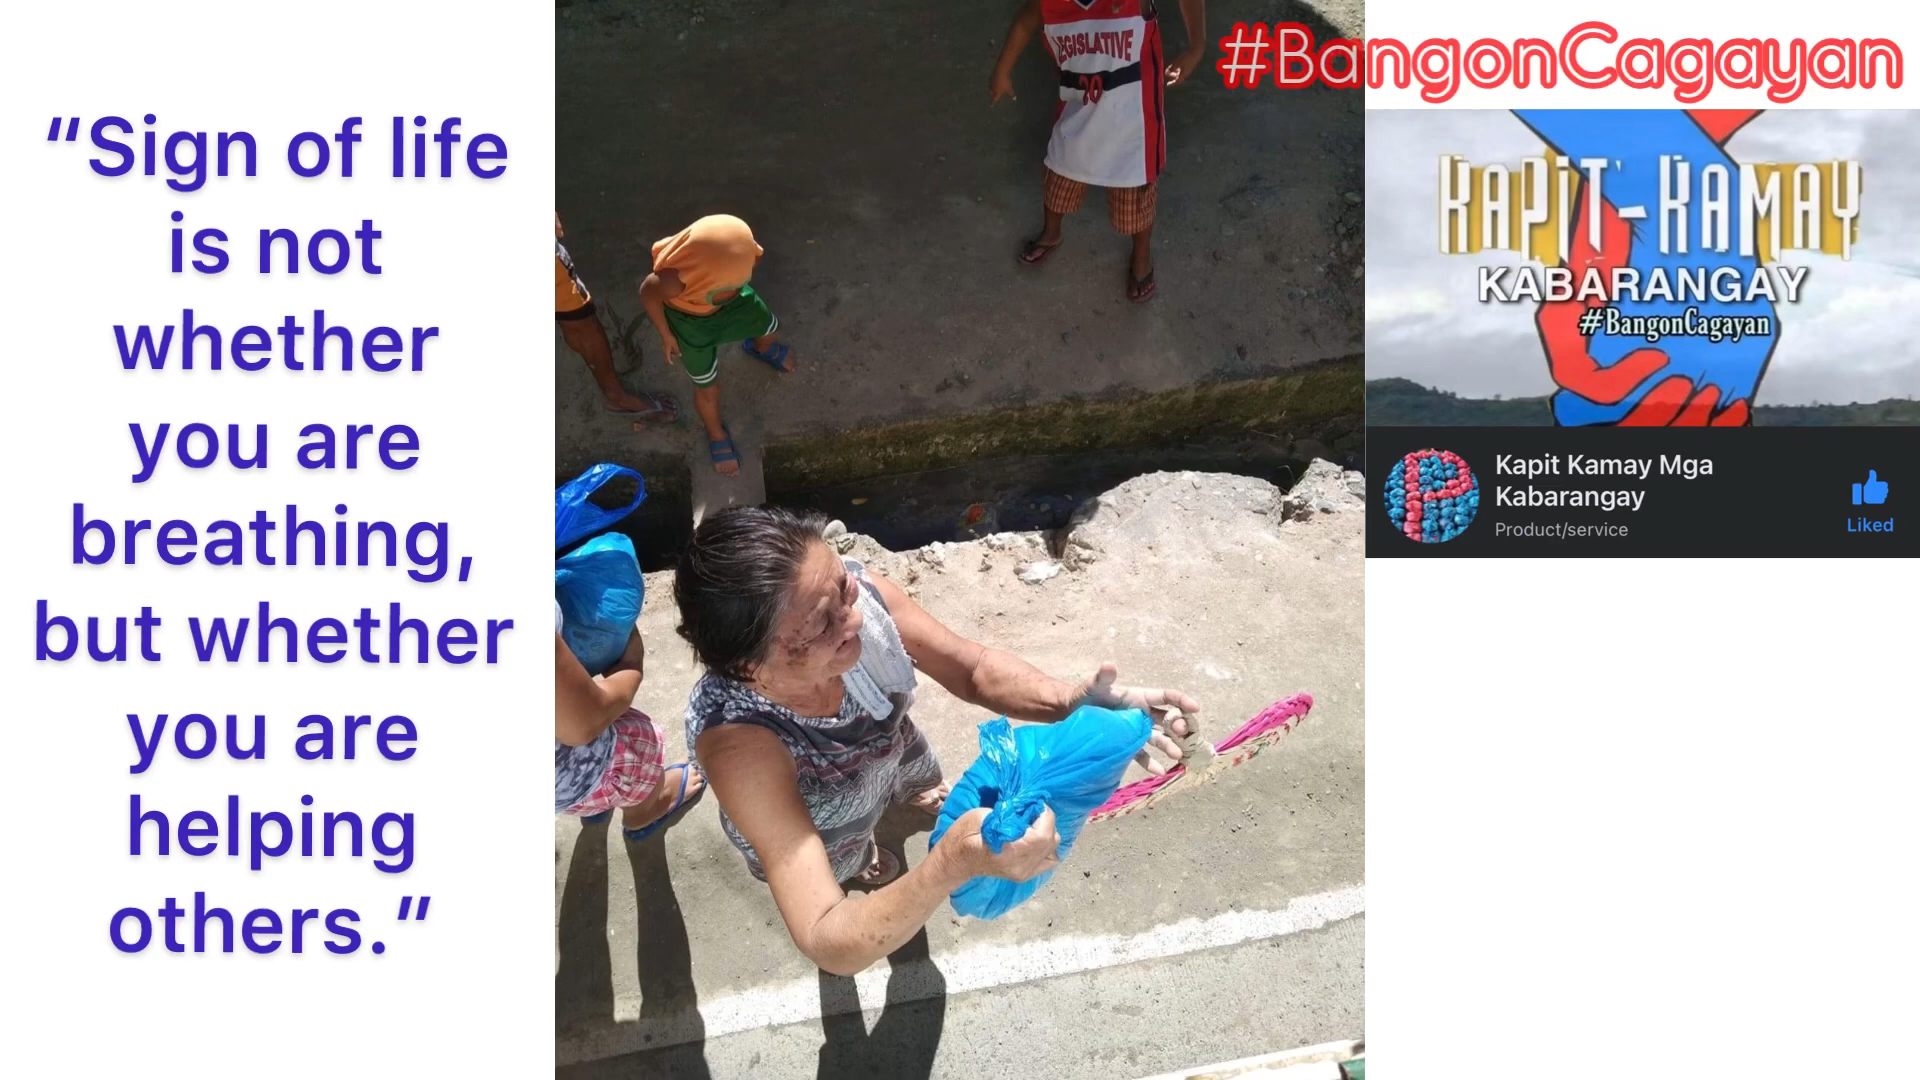 “Sign of life
is not
whether
you are
breathing,
but whether
you are
helping
others.”
LEGISLATIVE
20
#BangonCagayan
KAPIT-KAMAY
KABARANGAY
#BangonCagayan
Kapit Kamay Mga
Kabarangay
Product/service
Liked